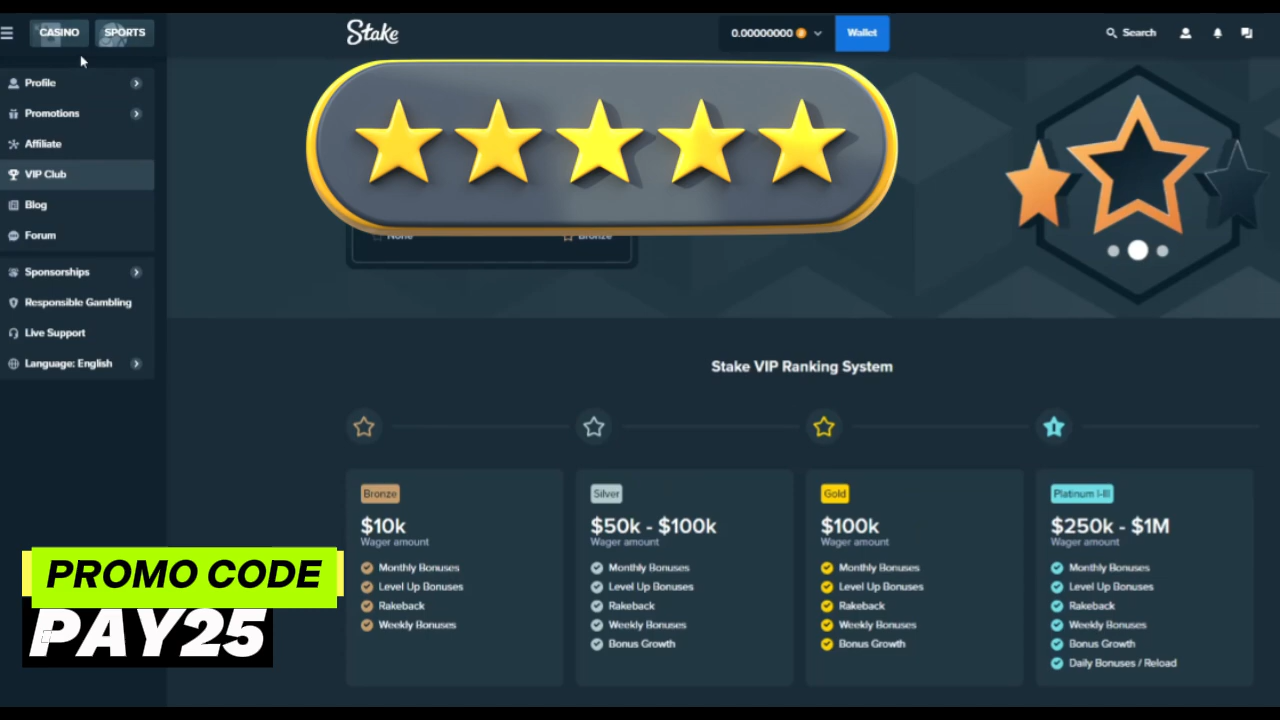 CASINO
SPORTS
Stake
0.00000000
Wallet
Search
Profile
Promotions
Affiliate
VIP Club
Blog
Forum
Sponsorships
Responsible Gambling
Live Support
Language: English
None
Bronze
Stake VIP Ranking System
Bronze
$10k
Wager amount
Monthly Bonuses
Level Up Bonuses
Rakeback
Weekly Bonuses
Silver
$50k - $100k
Wager amount
Monthly Bonuses
Level Up Bonuses
Rakeback
Weekly Bonuses
Bonus Growth
Gold
$100k
Wager amount
Monthly Bonuses
Level Up Bonuses
Rakeback
Weekly Bonuses
Bonus Growth
Platinum I-III
$250k - $1M
Wager amount
Monthly Bonuses
Level Up Bonuses
Rakeback
Weekly Bonuses
Bonus Growth
Daily Bonuses / Reload
PROMO CODE
PAY25